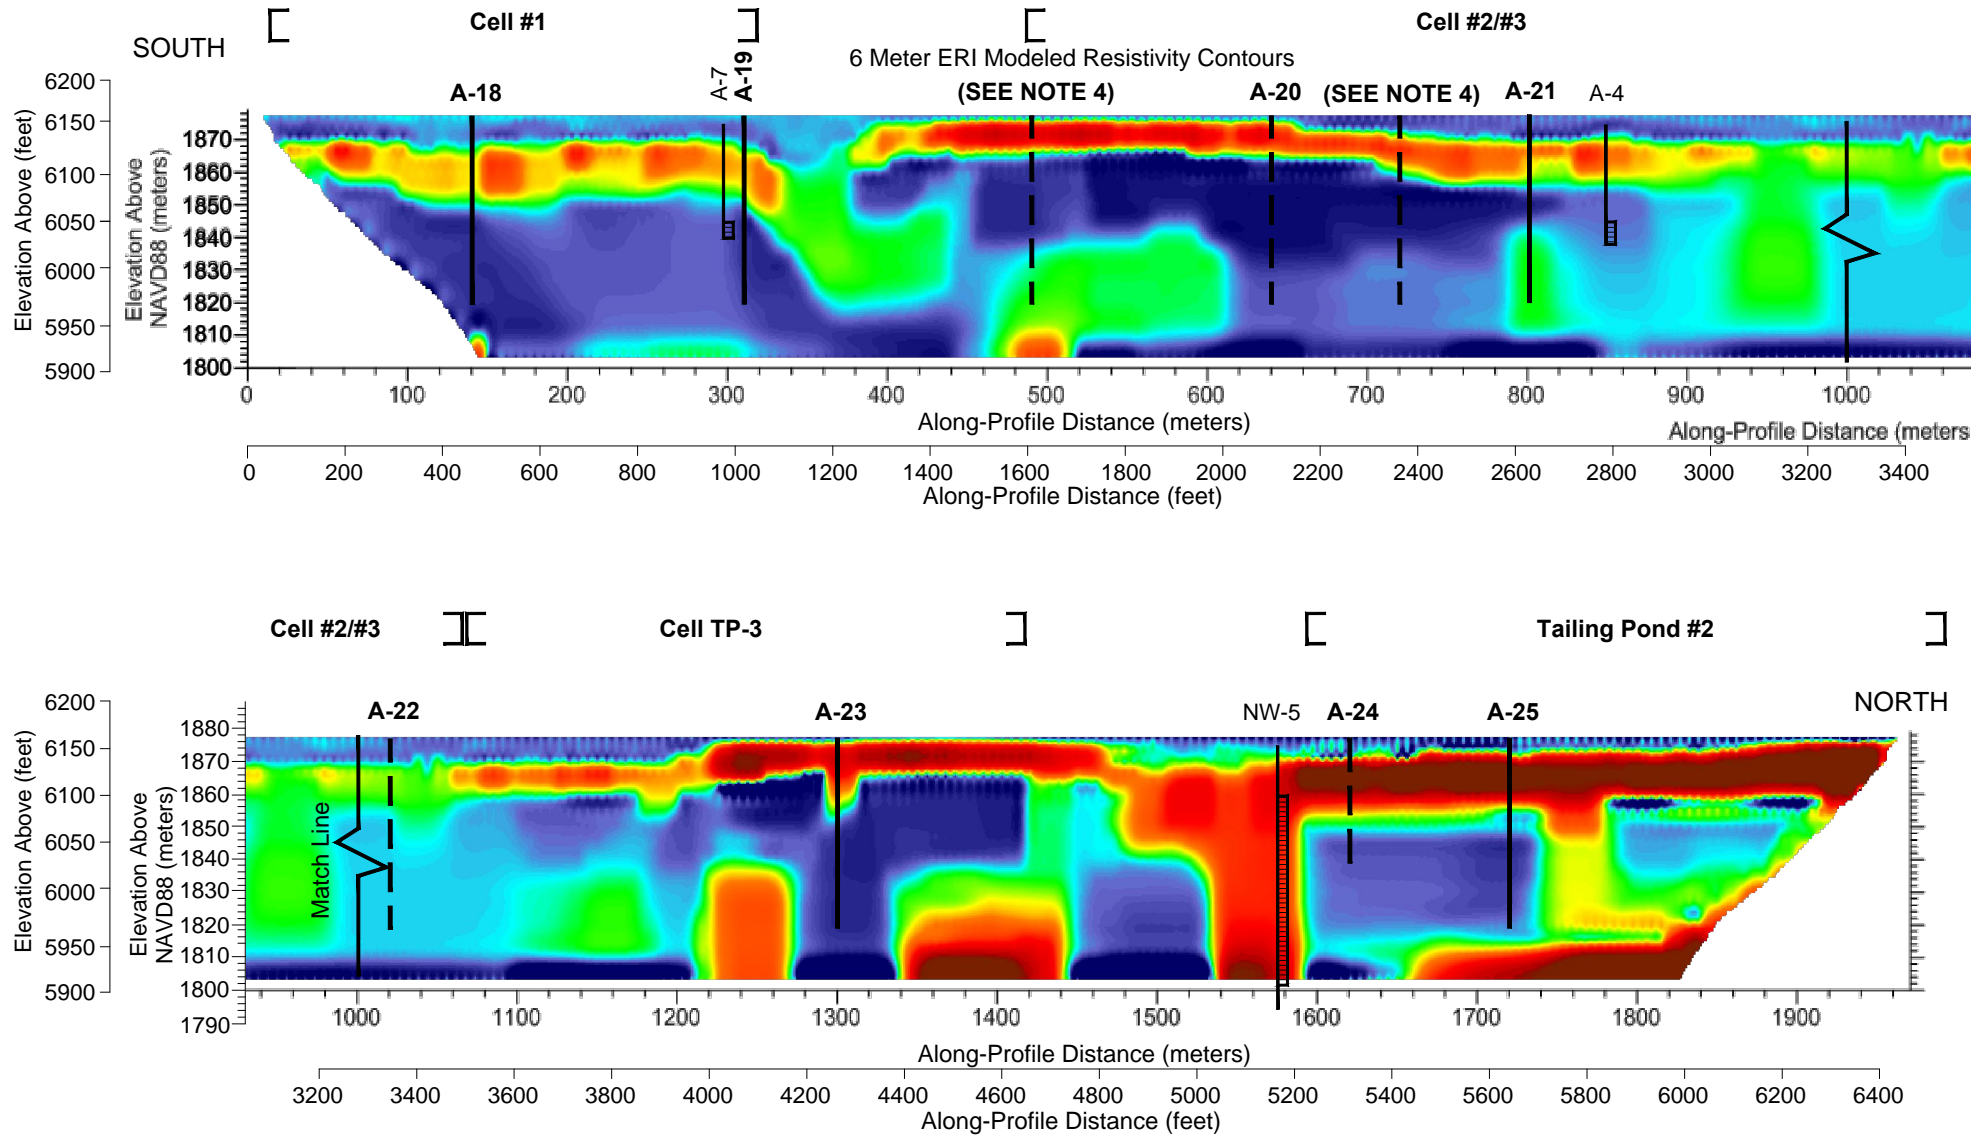 Cell #1
Cell #2/#3
SOUTH
6 Meter ERI Modeled Resistivity Contours
A-18
A-7
A-19
(SEE NOTE 4)
A-20
(SEE NOTE 4)
A-21
A-4
Elevation Above (feet)
6200
6150
6100
6050
6000
5950
5900
Elevation Above
NAVD88 (meters)
1870
1860
1850
1840
1830
1820
1810
1800
0 100 200 300 400 500 600 700 800 900 1000
Along-Profile Distance (meters)
Along-Profile Distance (meters
0 200 400 600 800 1000 1200 1400 1600 1800 2000 2200 2400 2600 2800 3000 3200 3400
Along-Profile Distance (feet)
Cell #2/#3
Cell TP-3
Tailing Pond #2
NORTH
A-22
A-23
NW-5
A-24
A-25
Elevation Above (feet)
6200
6150
6100
6050
6000
5950
5900
Elevation Above
NAVD88 (meters)
1880
1870
1860
1850
1840
1830
1820
1810
1800
1790
Match Line
1000 1100 1200 1300 1400 1500 1600 1700 1800 1900
Along-Profile Distance (meters)
3200 3400 3600 3800 4000 4200 4400 4600 4800 5000 5200 5400 5600 5800 6000 6200 6400
Along-Profile Distance (feet)